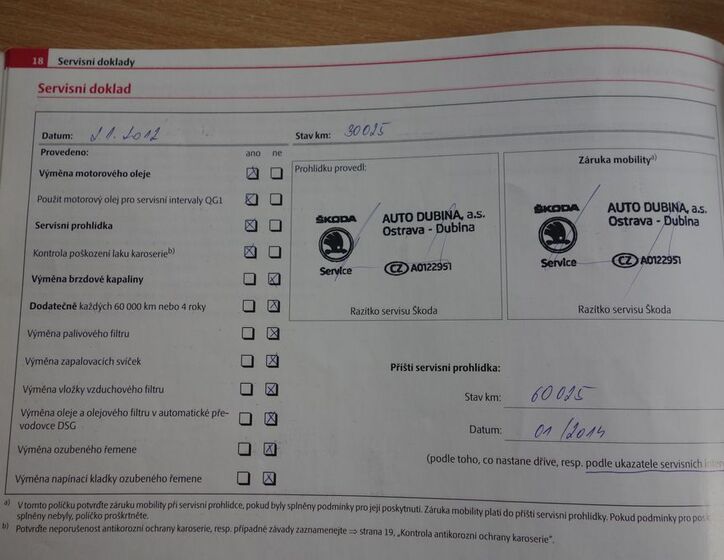 18 Servisní doklady
Servisní doklad
Datum: 2.1. 2012 Stav km: 30025
Provedeno: ano ne
Výměna motorového oleje
Použit motorový olej pro servisní intervaly QG1
Servisní prohlídka
Kontrola poškození laku karoserie b)
Výměna brzdové kapaliny
Dodatečně každých 60 000 km nebo 4 roky
Výměna palivového filtru
Výměna zapalovacích svíček
Výměna vložky vzduchového filtru
Výměna oleje a olejového filtru v automatické pře-
vodovce DSG
Výměna ozubeného řemene
Výměna napínací kladky ozubeného řemene
Prohlídku provedl:
ŠKODA
Service
AUTO DUBINA, a.s.
Ostrava - Dubina
CZ A0122951
Razítko servisu Škoda
Záruka mobility a)
ŠKODA
Service
AUTO DUBINA, a.s.
Ostrava - Dubina
CZ A0122951
Razítko servisu Škoda
Příští servisní prohlídka:
Stav km: 60025
Datum: 01/2014
(podle toho, co nastane dříve, resp. podle ukazatele servisních
a) V tomto políčku potvrďte záruku mobility při servisní prohlídce, pokud byly splněny podmínky pro její poskytnutí. Záruka mobility platí do příští servisní prohlídky. Pokud podmínky pro
splněny nebyly, políčko proškrtněte.
b) Potvrďte neporušenost antikorozní ochrany karoserie, resp. případné závady zaznamenejte ⇒ strana 19, „Kontrola antikorozní ochrany karoserie“.